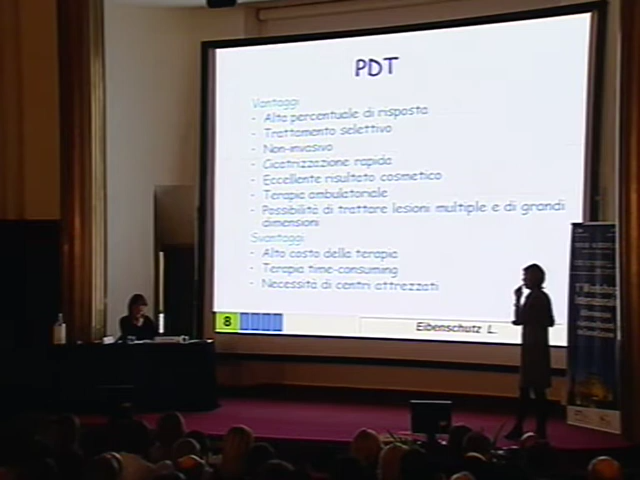 PDT
Vantaggi
- Alta percentuale di risposta
- Trattamento selettivo
- Non-invasivo
- Cicatrizzazione rapida
- Eccellente risultato cosmetico
- Terapia ambulatoriale
- Possibilità di trattare lesioni multiple e di grandi
dimensioni
Svantaggi
- Alto costo della terapia
- Terapia time-consuming
- Necessità di centri attrezzati
8
Eibenschutz L.